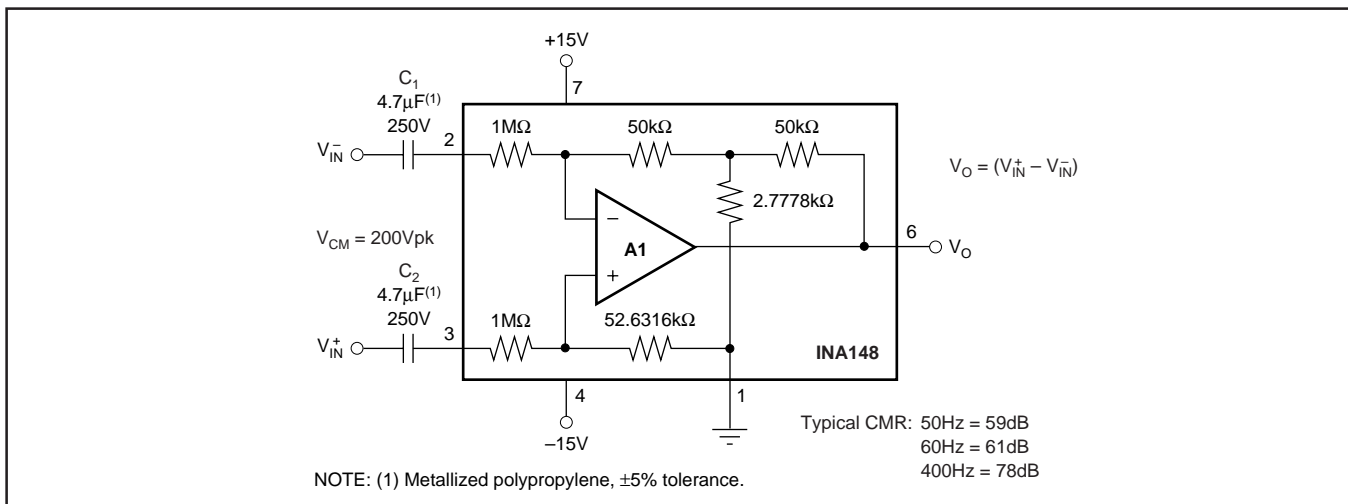 +15V
C₁
4.7µF⁽¹⁾
250V
7
2
1MΩ
50kΩ
50kΩ
V⁻IN
VO = (V⁺IN – V⁻IN)
2.7778kΩ
–
A1
+
6
VO
VCM = 200Vpk
C₂
4.7µF⁽¹⁾
250V
3
1MΩ
52.6316kΩ
V⁺IN
INA148
4
1
–15V
Typical CMR: 50Hz = 59dB
60Hz = 61dB
400Hz = 78dB
NOTE: (1) Metallized polypropylene, ±5% tolerance.